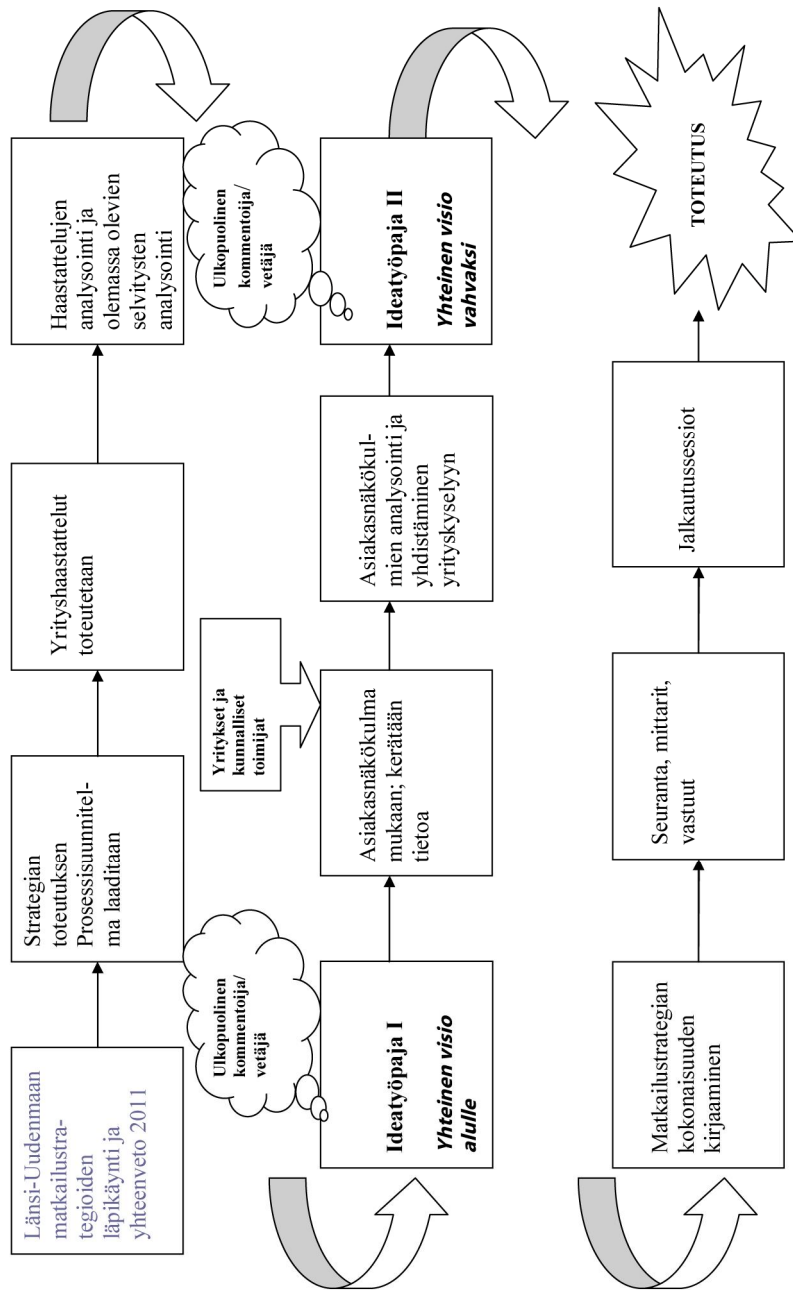 Länsi-Uudenmaan
matkailustra-
tegioiden
läpikäynti ja
yhteenveto 2011
Strategian
toteutuksen
Prosessisuunnitel-
ma laaditaan
Yrityshaastattelut
toteutetaan
Haastattelujen
analysointi ja
olemassa olevien
selvitysten
analysointi
Ulkopuolinen
kommentoija/
vetäjä
Ideatyöpaja I
Yhteinen visio
alulle
Yritykset ja
kunnalliset
toimijat
Asiakasnäkökulma
mukaan; kerätään
tietoa
Asiakasnäkökul-
mien analysointi ja
yhdistäminen
yrityskyselyyn
Ulkopuolinen
kommentoija/
vetäjä
Ideatyöpaja II
Yhteinen visio
vahvaksi
Matkailustrategian
kokonaisuuden
kirjaaminen
Seuranta, mittarit,
vastuut
Jalkautussessiot
TOTEUTUS